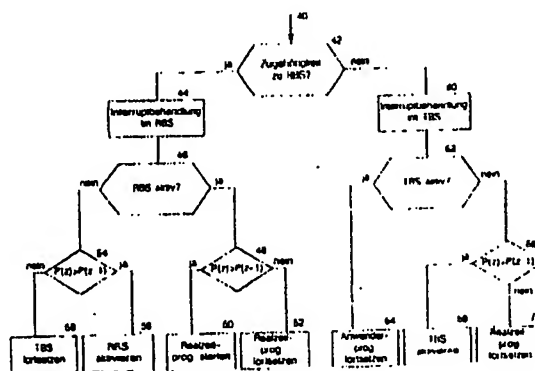 40
42
Zugehörigkeit
zu RBS?
ja
nein
44
Interruptbehandlung
im RBS
60
Interruptbehandlung
im TBS
46
RBS aktiv?
nein
ja
62
TBS aktiv?
ja
nein
54
P(z)>P(z-1)
nein
ja
48
P(z)>P(z-1)
P(z)>P(z-1)
ja
nein
58
TBS
fortsetzen
56
RBS
aktivieren
50
Realzeit-
prog. starten
52
Realzeit-
prog
fortsetzen
64
Anwender-
prog
fortsetzen
68
TBS
aktivieren
Realzeit
prog
fortsetzen